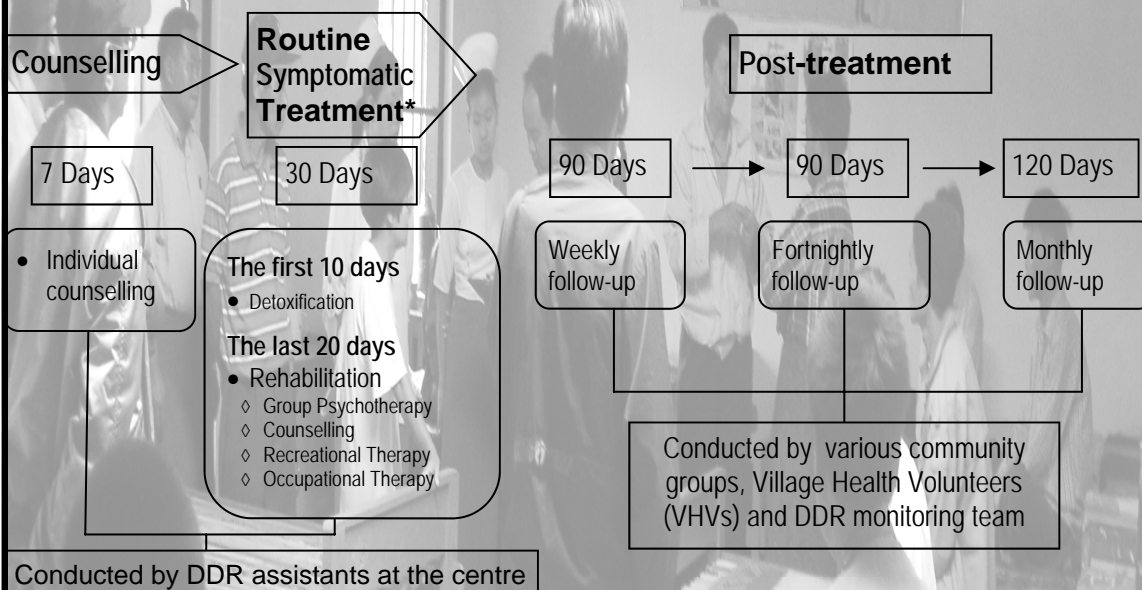 Counselling
Routine
Symptomatic
Treatment*
Post-treatment
7 Days
30 Days
90 Days
90 Days
120 Days
• Individual
counselling
The first 10 days
• Detoxification
The last 20 days
• Rehabilitation
◊ Group Psychotherapy
◊ Counselling
◊ Recreational Therapy
◊ Occupational Therapy
Weekly
follow-up
Fortnightly
follow-up
Monthly
follow-up
Conducted by various community
groups, Village Health Volunteers
(VHVs) and DDR monitoring team
Conducted by DDR assistants at the centre